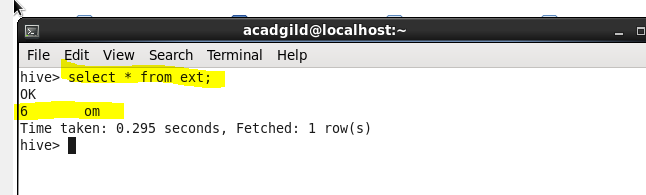 acadgild@localhost:~
File Edit View Search Terminal Help
hive> select * from ext;
OK
6 om
Time taken: 0.295 seconds, Fetched: 1 row(s)
hive>